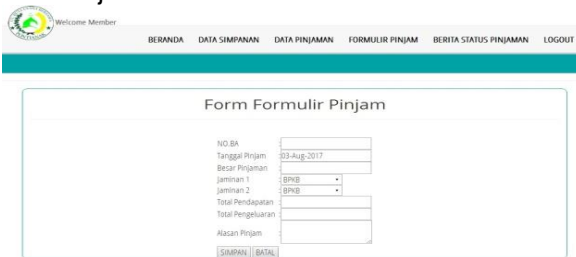 Welcome Member
BERANDA DATA SIMPANAN DATA PINJAMAN FORMULIR PINJAM BERITA STATUS PINJAMAN LOGOUT
Form Formulir Pinjam
NO.BA :
Tanggal Pinjam :03-Aug-2017
Besar Pinjaman :
Jaminan 1 : BPKB
Jaminan 2 : BPKB
Total Pendapatan :
Total Pengeluaran :
Alasan Pinjam :
SIMPAN BATAL